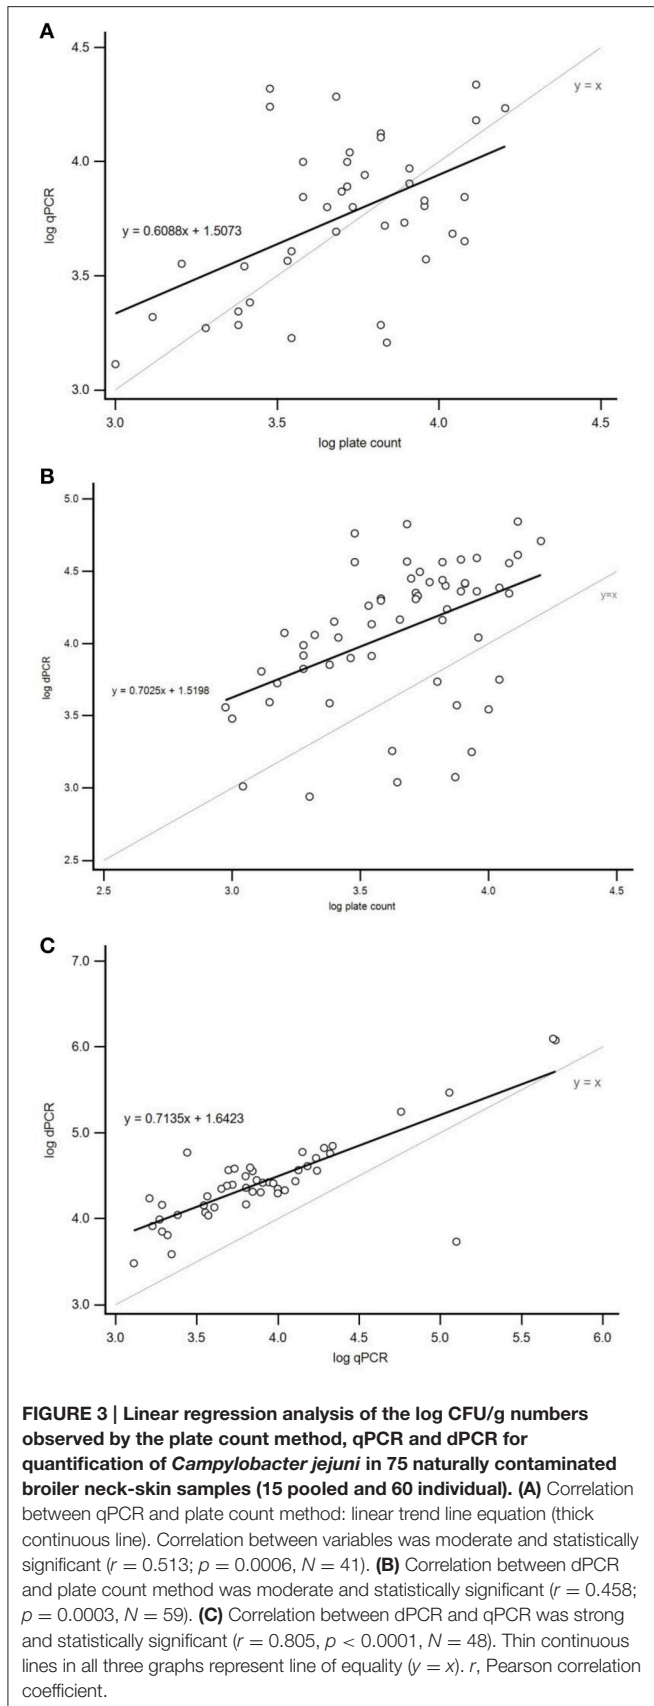 A
4.5
y = x
4.0
log qPCR
y = 0.6088x + 1.5073
3.5
3.0
3.0 3.5 4.0 4.5
log plate count
B
5.0
4.5
y=x
4.0
log dPCR
y = 0.7025x + 1.5198
3.5
3.0
2.5
2.5 3.0 3.5 4.0 4.5
log plate count
C
7.0
6.0
y = x
y = 0.7135x + 1.6423
log dPCR
5.0
4.0
3.0
3.0 3.5 4.0 4.5 5.0 5.5 6.0
log qPCR
FIGURE 3 | Linear regression analysis of the log CFU/g numbers
observed by the plate count method, qPCR and dPCR for
quantification of Campylobacter jejuni in 75 naturally contaminated
broiler neck-skin samples (15 pooled and 60 individual). (A) Correlation
between qPCR and plate count method: linear trend line equation (thick
continuous line). Correlation between variables was moderate and statistically
significant (r = 0.513; p = 0.0006, N = 41). (B) Correlation between dPCR
and plate count method was moderate and statistically significant (r = 0.458;
p = 0.0003, N = 59). (C) Correlation between dPCR and qPCR was strong
and statistically significant (r = 0.805, p < 0.0001, N = 48). Thin continuous
lines in all three graphs represent line of equality (y = x). r, Pearson correlation
coefficient.